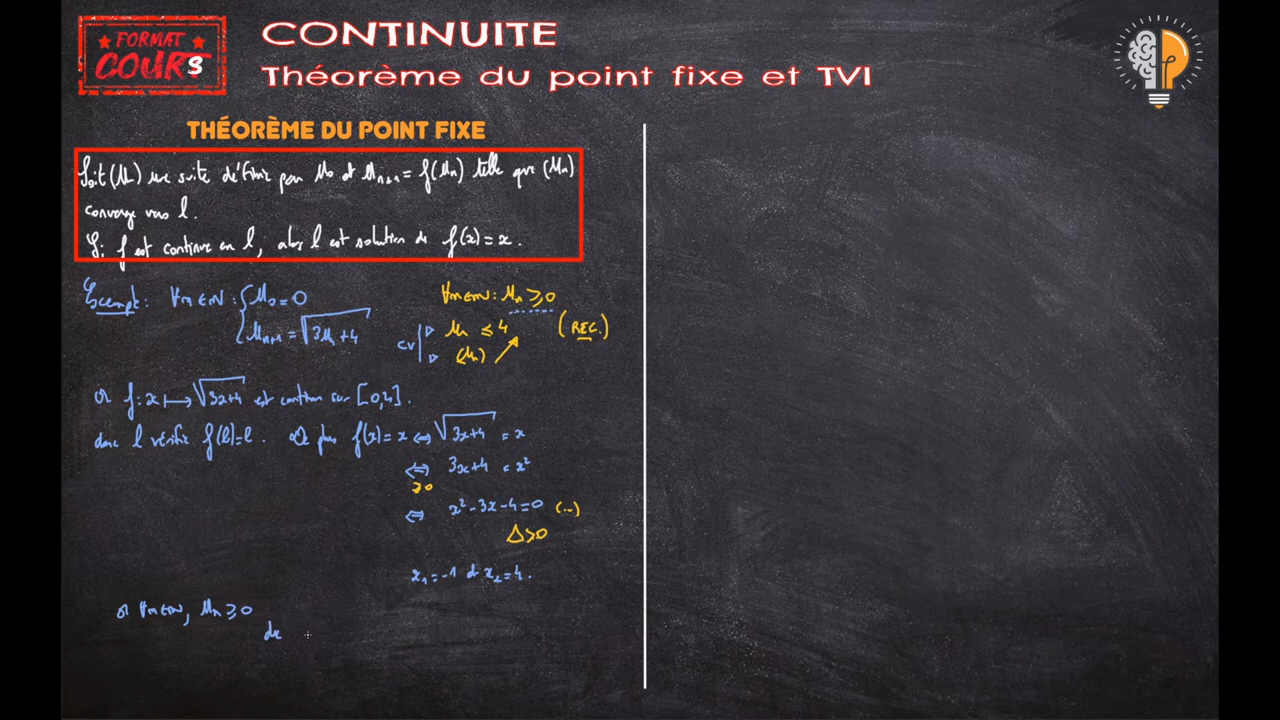 FORMAT
COURS
CONTINUITE
Théorème du point fixe et TVI
THÉORÈME DU POINT FIXE
Soit (Un) une suite définie par U0 et Un+1 = f(Un) telle que (Un)
converge vers l.
Si f est continue en l, alors l est solution de f(x) = x.
Exemple : ∀n∈N : { U0 = 0
Un+1 = √(3Un+4)
∀n∈N : Un ≥ 0
CV
Un ≤ 4 (REC.)
(Un) ↗
or f : x ⟼ √(3x+4) est continue sur [0,4].
donc l vérifie f(l) = l. De plus f(x) = x ⇔ √(3x+4) = x
⇔ 3x+4 = x²
≥0
⇔ x² - 3x - 4 = 0 (...)
Δ>0
x1 = -1 et x2 = 4.
or ∀n∈N, Un ≥ 0